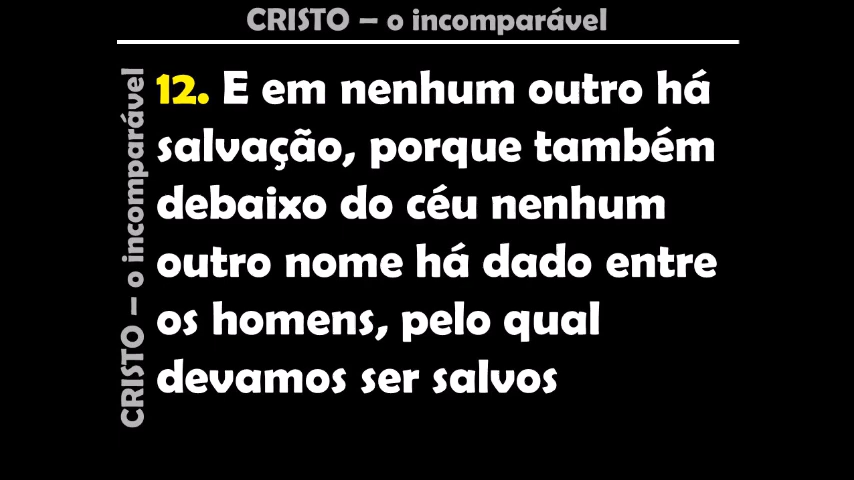 CRISTO – o incomparável
CRISTO – o incomparável
12. E em nenhum outro há
salvação, porque também
debaixo do céu nenhum
outro nome há dado entre
os homens, pelo qual
devamos ser salvos